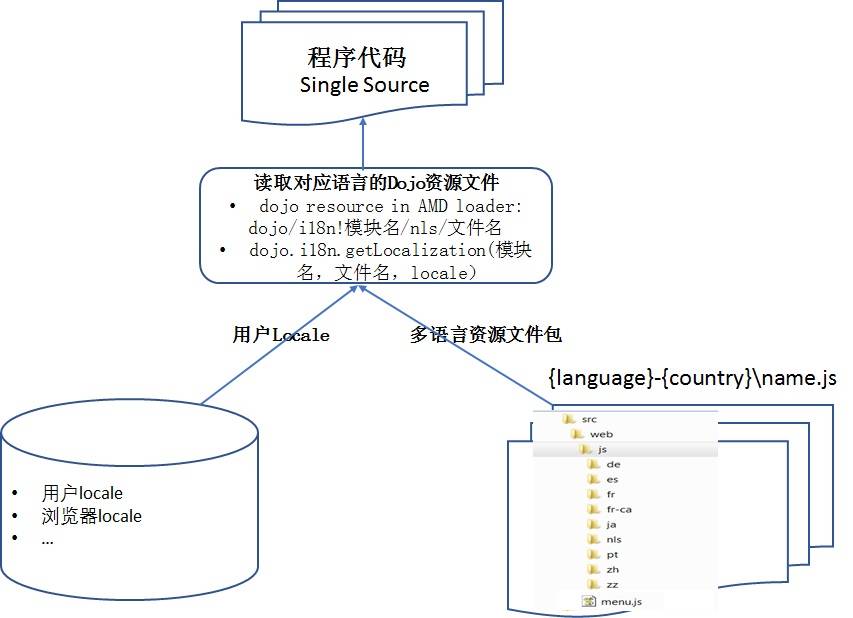 程序代码
Single Source
读取对应语言的Dojo资源文件
• dojo resource in AMD loader:
dojo/i18n!模块名/nls/文件名
• dojo.i18n.getLocalization(模块
名，文件名，locale)
用户Locale
多语言资源文件包
{language}-{country}\name.js
• 用户locale
• 浏览器locale
• ...
src
web
js
de
es
fr
fr-ca
ja
nls
pt
zh
zz
menu.js